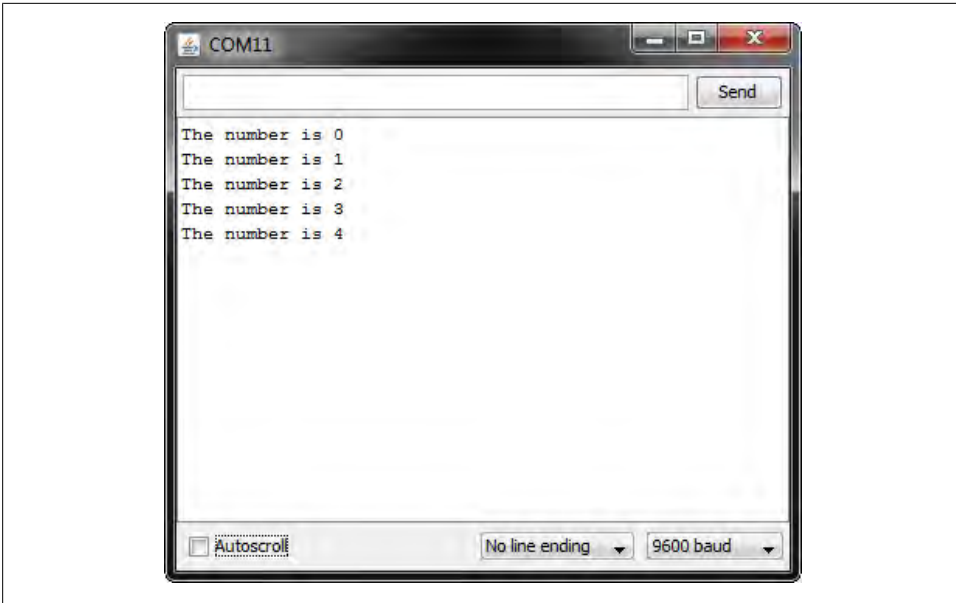 COM11
Send
The number is 0
The number is 1
The number is 2
The number is 3
The number is 4
Autoscroll
No line ending
9600 baud